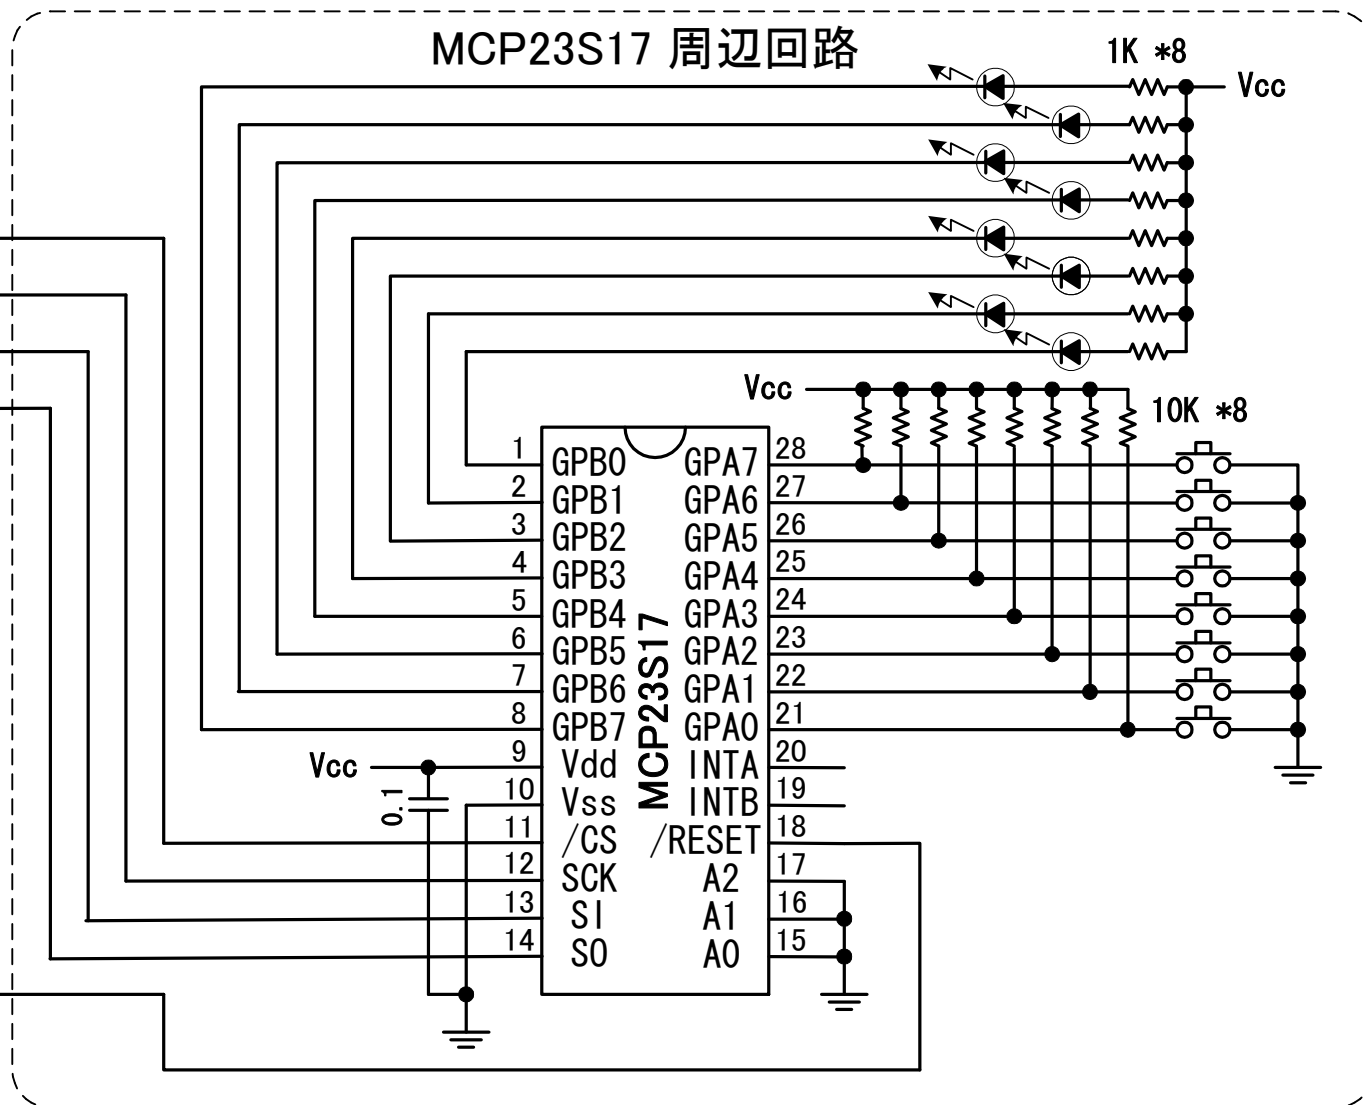 MCP23S17 周辺回路
1K *8
Vcc
Vcc
10K *8
1 GPB0 GPA7 28
2 GPB1 GPA6 27
3 GPB2 GPA5 26
4 GPB3 GPA4 25
5 GPB4 GPA3 24
6 GPB5 GPA2 23
7 GPB6 GPA1 22
8 GPB7 GPA0 21
Vcc 9 Vdd INTA 20
0.1 10 Vss INTB 19
11 /CS /RESET 18
12 SCK A2 17
13 SI A1 16
14 SO A0 15
MCP23S17